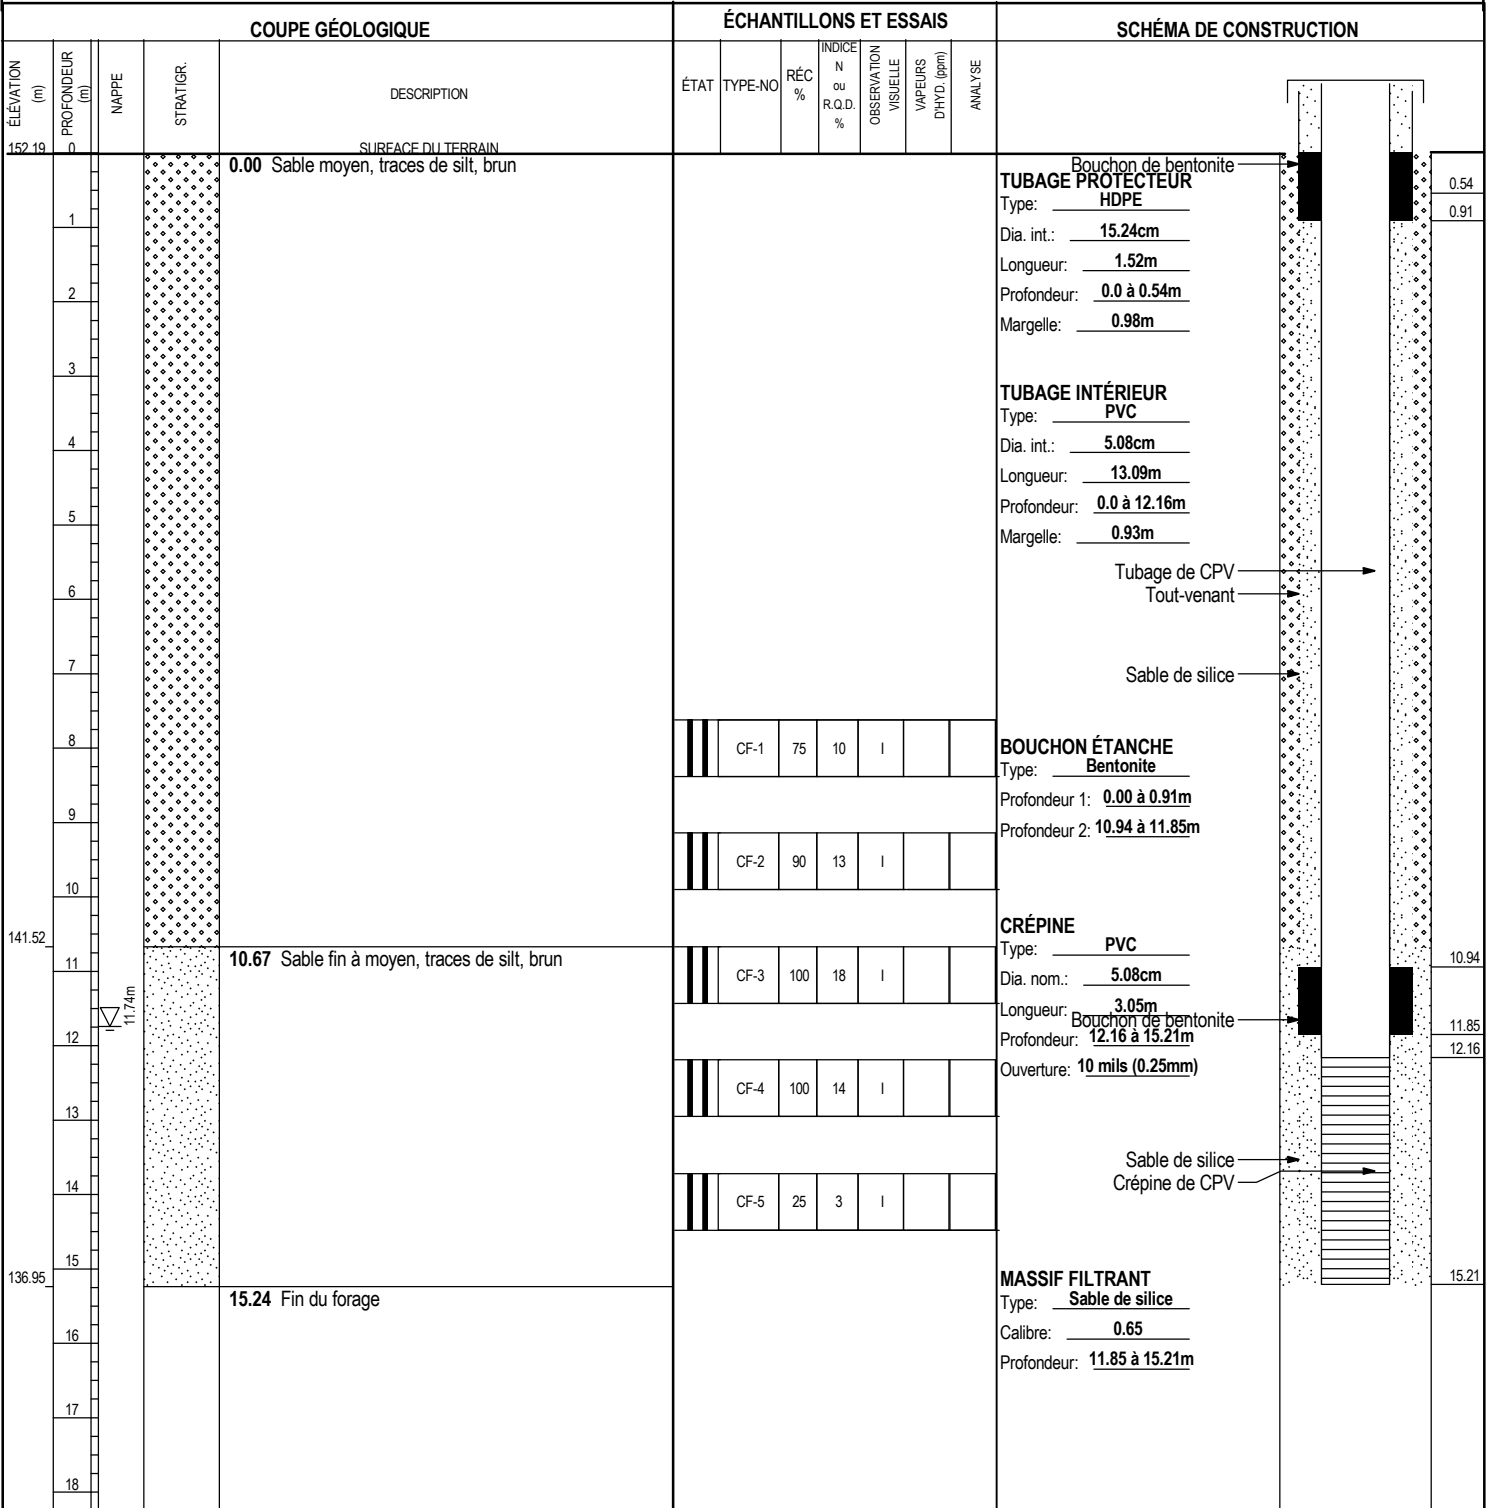 COUPE GÉOLOGIQUE
ÉCHANTILLONS ET ESSAIS
SCHÉMA DE CONSTRUCTION
ÉLÉVATION (m)
PROFONDEUR (m)
NAPPE
STRATIGR.
DESCRIPTION
ÉTAT
TYPE-NO
RÉC %
INDICE N ou R.Q.D. %
OBSERVATION VISUELLE
VAPEURS D'HYD. (ppm)
ANALYSE
152.19
0
SURFACE DU TERRAIN
0.00 Sable moyen, traces de silt, brun
1
2
3
4
5
6
7
8
9
10
141.52
10.67 Sable fin à moyen, traces de silt, brun
11
11.74m
12
13
14
15
136.95
15.24 Fin du forage
16
17
18
CF-1 75 10 I
CF-2 90 13 I
CF-3 100 18 I
CF-4 100 14 I
CF-5 25 3 I
Bouchon de bentonite
TUBAGE PROTECTEUR
Type: HDPE
Dia. int.: 15.24cm
Longueur: 1.52m
Profondeur: 0.0 à 0.54m
Margelle: 0.98m
TUBAGE INTÉRIEUR
Type: PVC
Dia. int.: 5.08cm
Longueur: 13.09m
Profondeur: 0.0 à 12.16m
Margelle: 0.93m
Tubage de CPV
Tout-venant
Sable de silice
BOUCHON ÉTANCHE
Type: Bentonite
Profondeur 1: 0.00 à 0.91m
Profondeur 2: 10.94 à 11.85m
CRÉPINE
Type: PVC
Dia. nom.: 5.08cm
Longueur: 3.05m
Bouchon de bentonite
Profondeur: 12.16 à 15.21m
Ouverture: 10 mils (0.25mm)
Sable de silice
Crépine de CPV
MASSIF FILTRANT
Type: Sable de silice
Calibre: 0.65
Profondeur: 11.85 à 15.21m
0.54
0.91
10.94
11.85
12.16
15.21